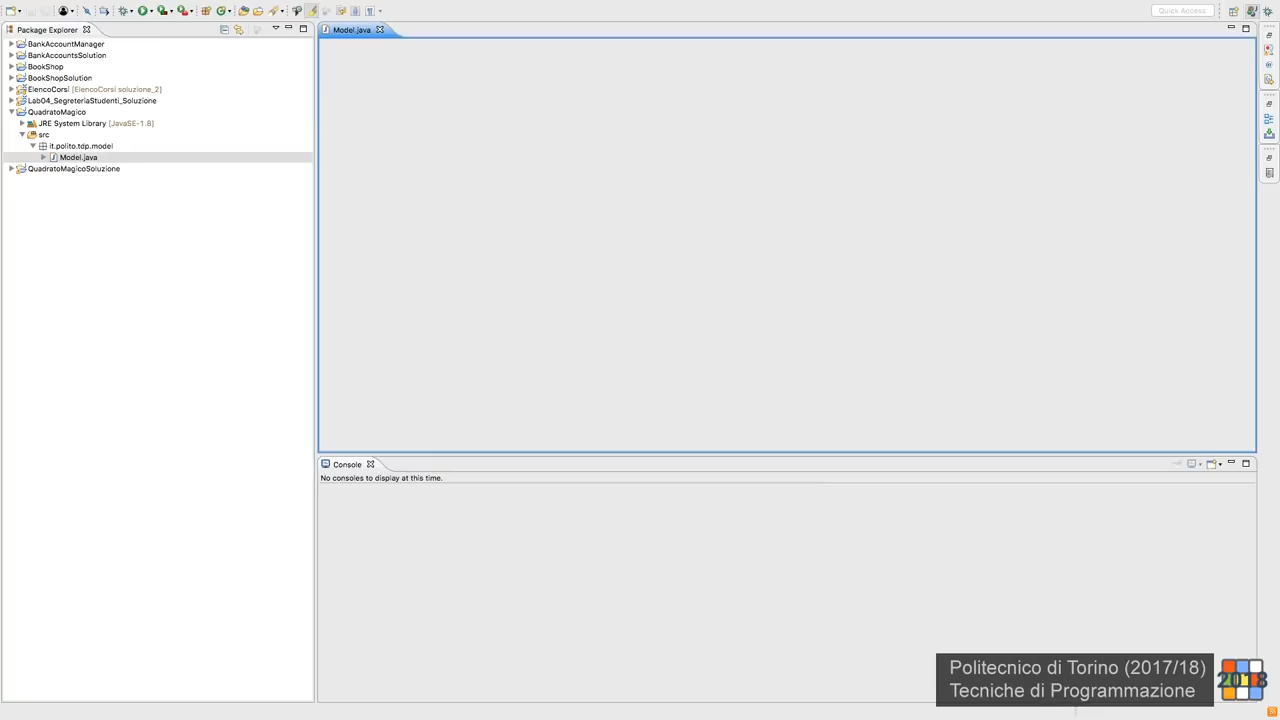 Quick Access
Package Explorer
Model.java
BankAccountManager
BankAccountsSolution
BookShop
BookShopSolution
ElencoCorsi [ElencoCorsi soluzione_2]
Lab04_SegreteriaStudenti_Soluzione
QuadratoMagico
JRE System Library [JavaSE-1.8]
src
it.polito.tdp.model
Model.java
QuadratoMagicoSoluzione
Console
No consoles to display at this time.
Politecnico di Torino (2017/18)
Tecniche di Programmazione
2018